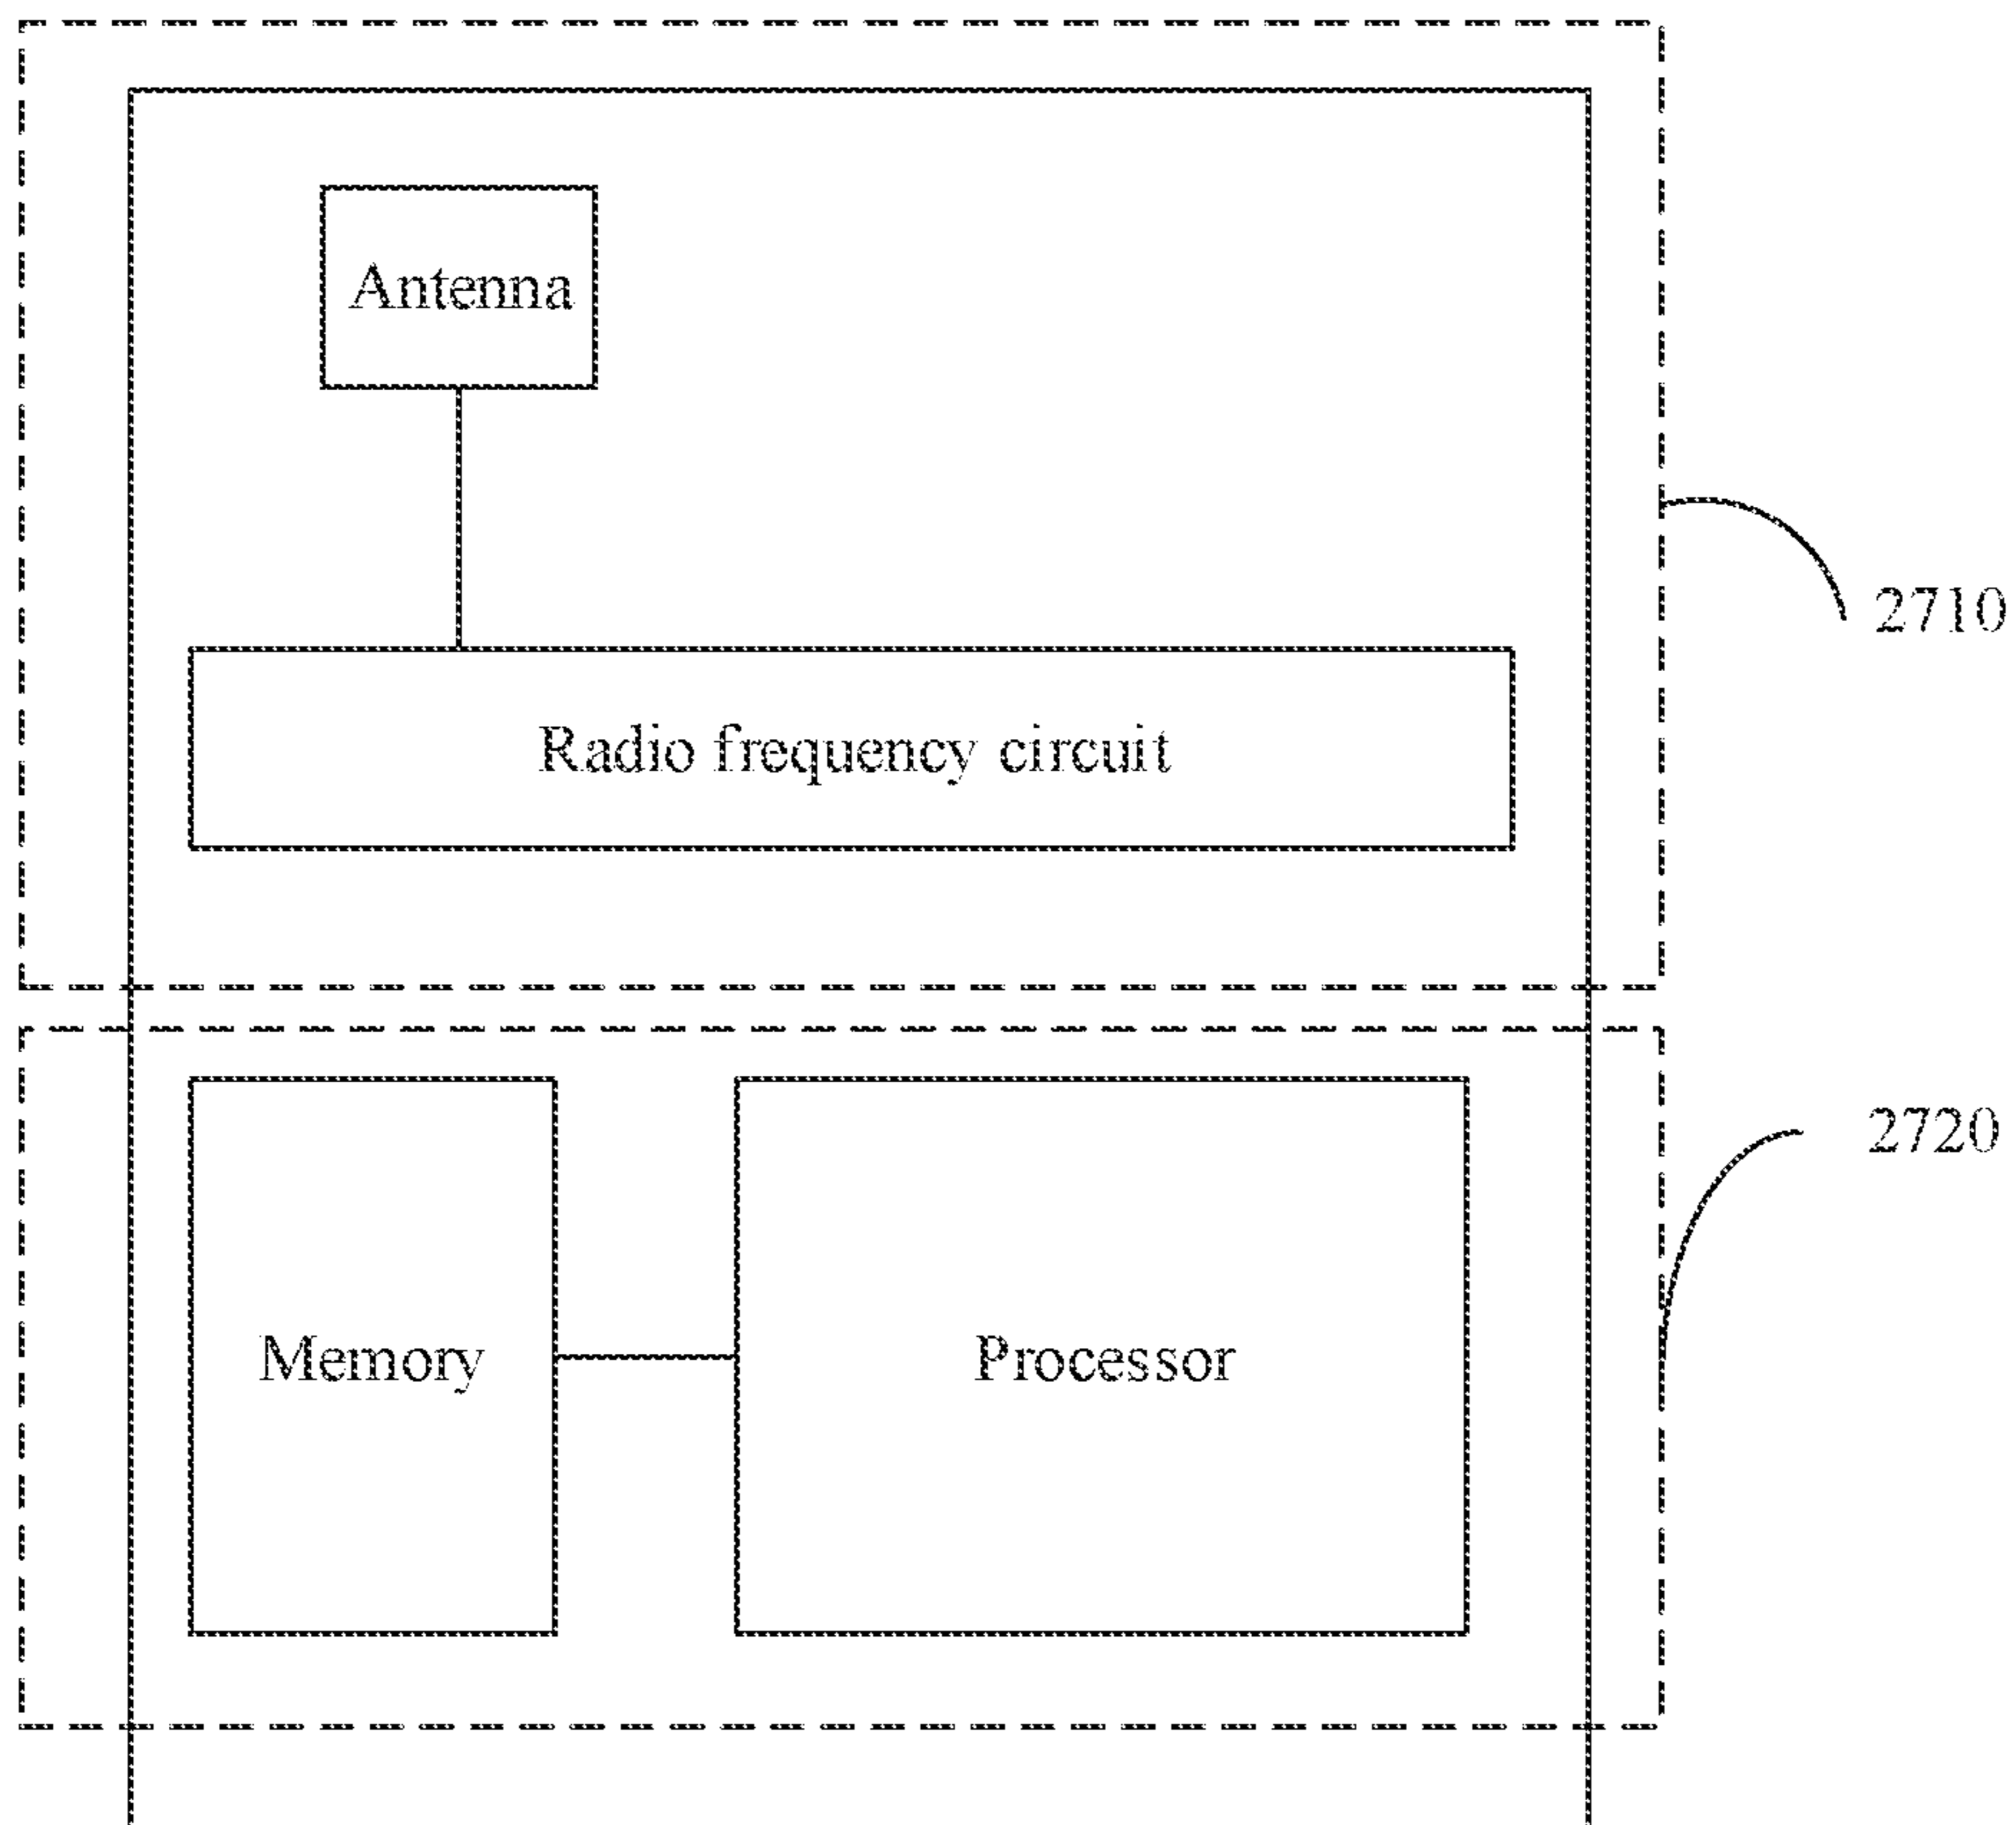 Antenna
2710
Radio frequency circuit
2720
Memory
Processor